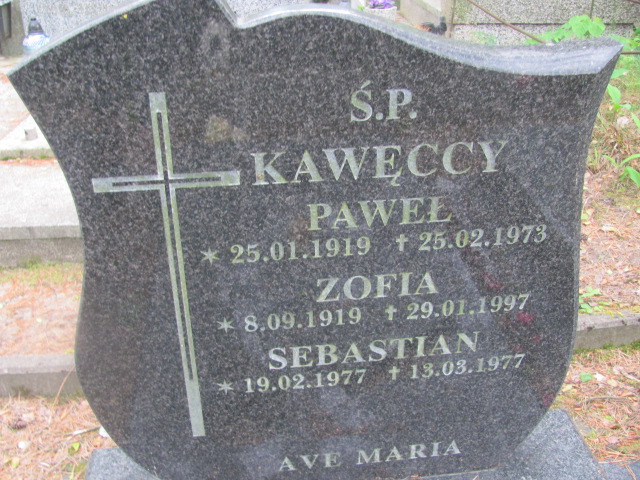 Ś.P.
KAWĘCCY
PAWEŁ
* 25.01.1919 † 25.02.1973
ZOFIA
* 8.09.1919 † 29.01.1997
SEBASTIAN
* 19.02.1977 † 13.03.1977
AVE MARIA